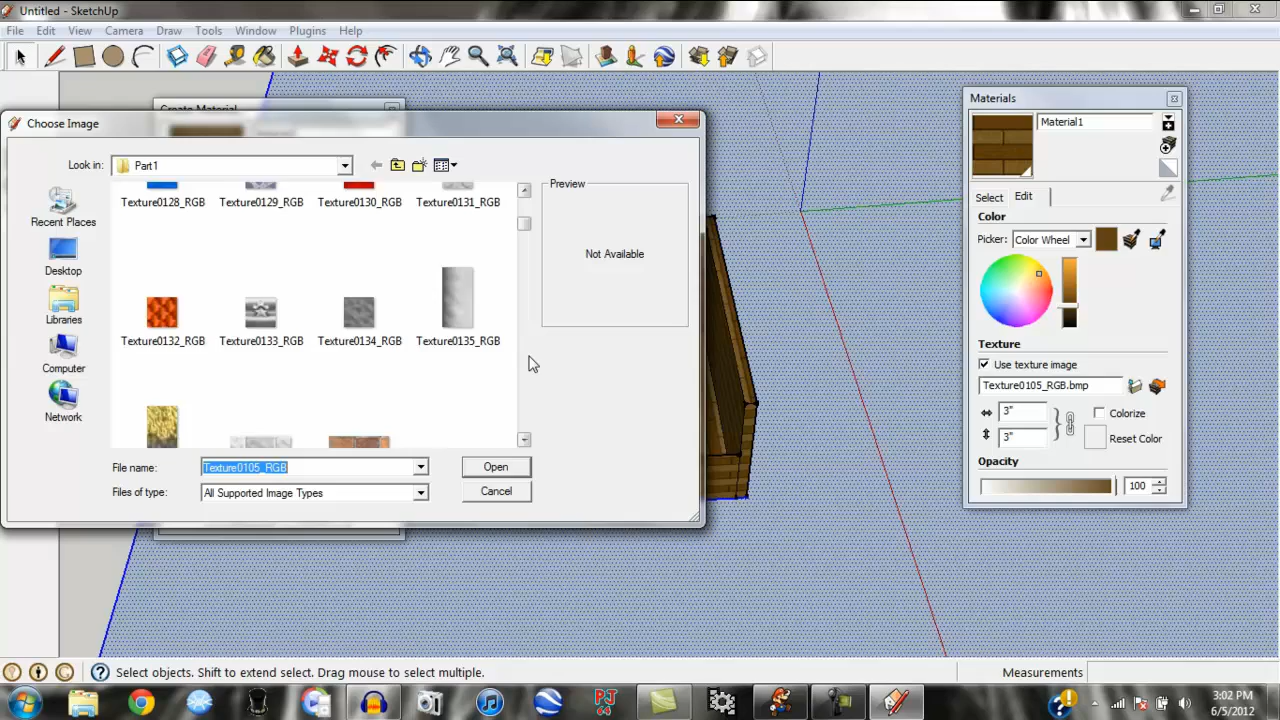 Untitled - SketchUp
File Edit View Camera Draw Tools Window Plugins Help
Create Material
Choose Image
Look in: Part1
Recent Places
Desktop
Libraries
Computer
Network
Texture0128_RGB Texture0129_RGB Texture0130_RGB Texture0131_RGB
Texture0132_RGB Texture0133_RGB Texture0134_RGB Texture0135_RGB
Preview
Not Available
File name: Texture0105_RGB Open
Files of type: All Supported Image Types Cancel
Materials
Material1
Select Edit
Color
Picker: Color Wheel
Texture
Use texture image
Texture0105_RGB.bmp
3" Colorize
3" Reset Color
Opacity
100
Select objects. Shift to extend select. Drag mouse to select multiple. Measurements
PJ
64
3:02 PM
6/5/2012